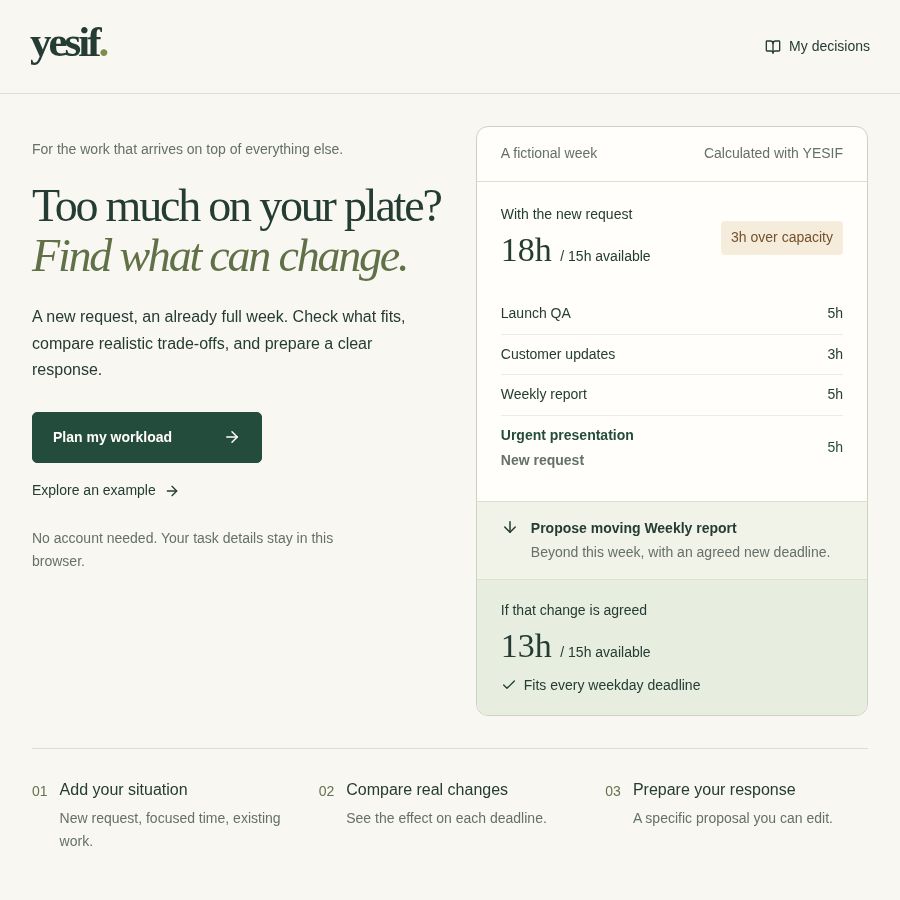 yesif.
My decisions
For the work that arrives on top of everything else.
Too much on your plate?
Find what can change.
A new request, an already full week. Check what fits,
compare realistic trade-offs, and prepare a clear
response.
Plan my workload
Explore an example
No account needed. Your task details stay in this
browser.
A fictional week
Calculated with YESIF
With the new request
18h / 15h available
3h over capacity
Launch QA 5h
Customer updates 3h
Weekly report 5h
Urgent presentation
New request
5h
Propose moving Weekly report
Beyond this week, with an agreed new deadline.
If that change is agreed
13h / 15h available
Fits every weekday deadline
01 Add your situation
New request, focused time, existing
work.
02 Compare real changes
See the effect on each deadline.
03 Prepare your response
A specific proposal you can edit.